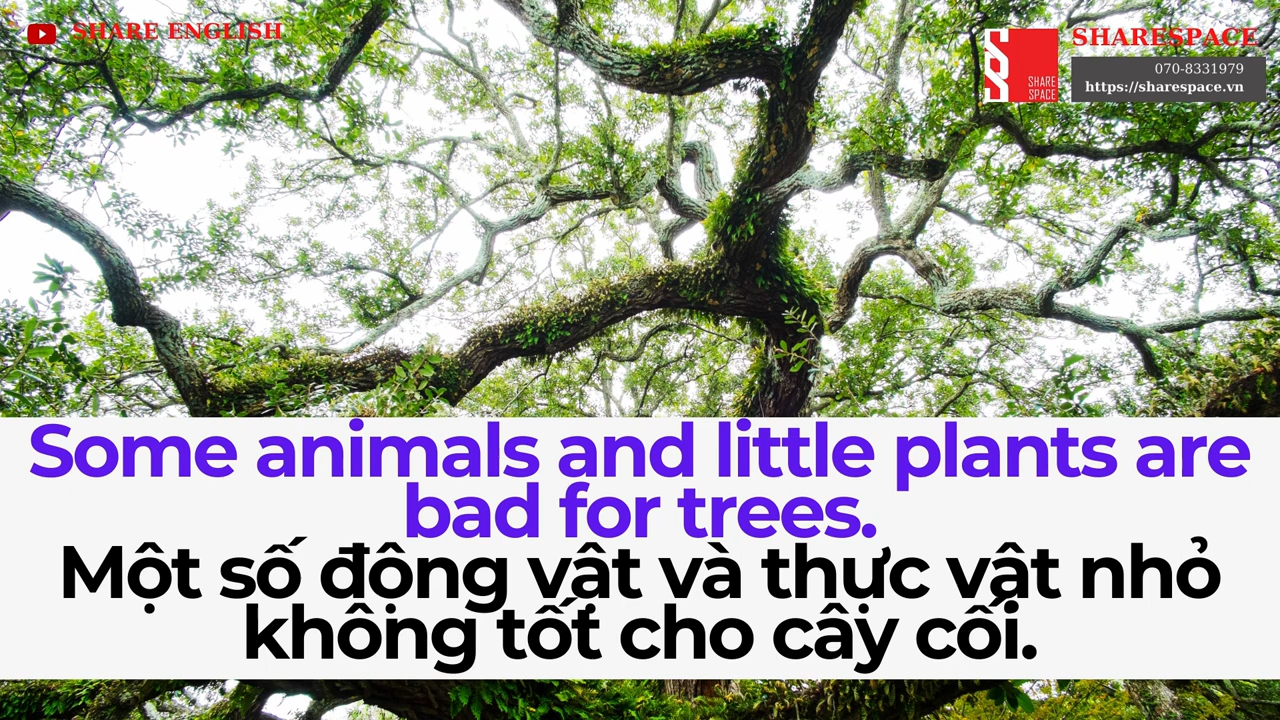 SHARE ENGLISH
SHARESPACE
SHARE
SPACE
070-8331979
https://sharespace.vn
Some animals and little plants are
bad for trees.
Một số động vật và thực vật nhỏ
không tốt cho cây cối.